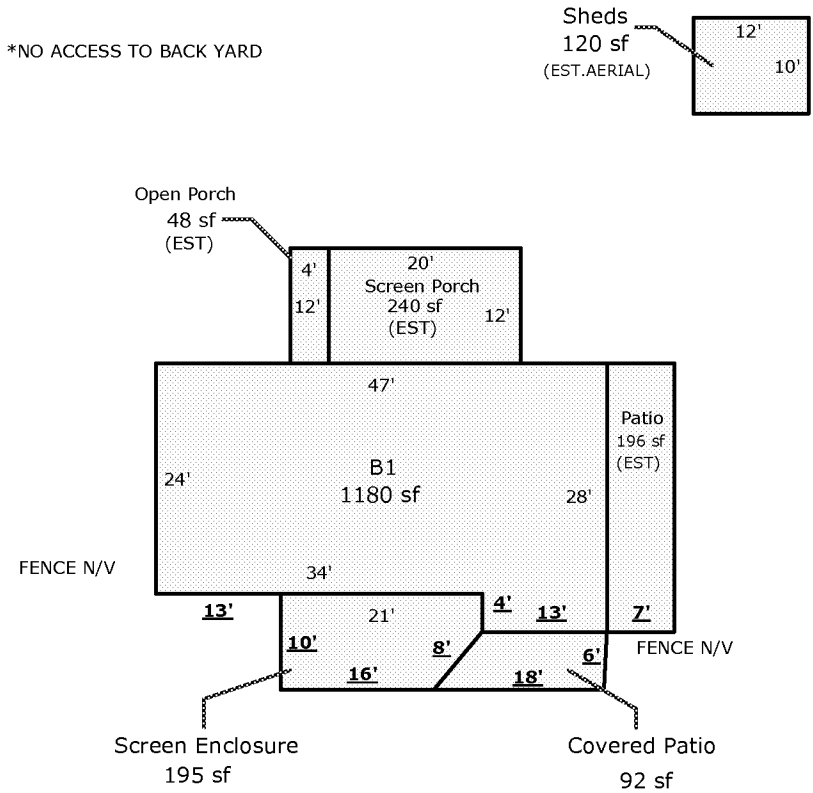 Sheds
120 sf
(EST.AERIAL)
12'
10'
*NO ACCESS TO BACK YARD
Open Porch
48 sf
(EST)
4'
12'
20'
Screen Porch
240 sf
(EST)
12'
47'
24'
B1
1180 sf
28'
34'
Patio
196 sf
(EST)
FENCE N/V
13'
21'
4'
13'
7'
10'
8'
6'
FENCE N/V
16'
18'
Screen Enclosure
195 sf
Covered Patio
92 sf